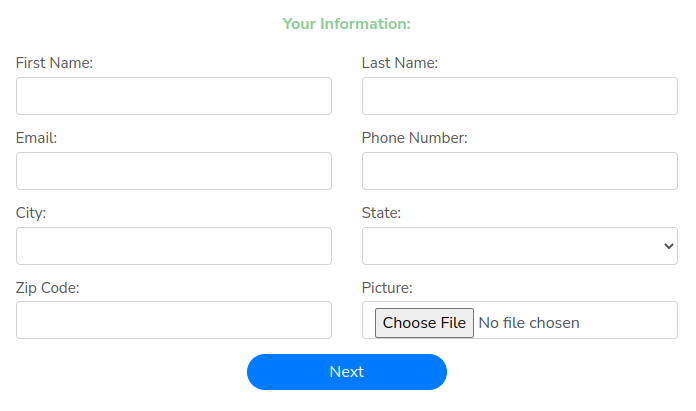 Your Information:
First Name:
Last Name:
Email:
Phone Number:
City:
State:
Zip Code:
Picture:
Choose File No file chosen
Next